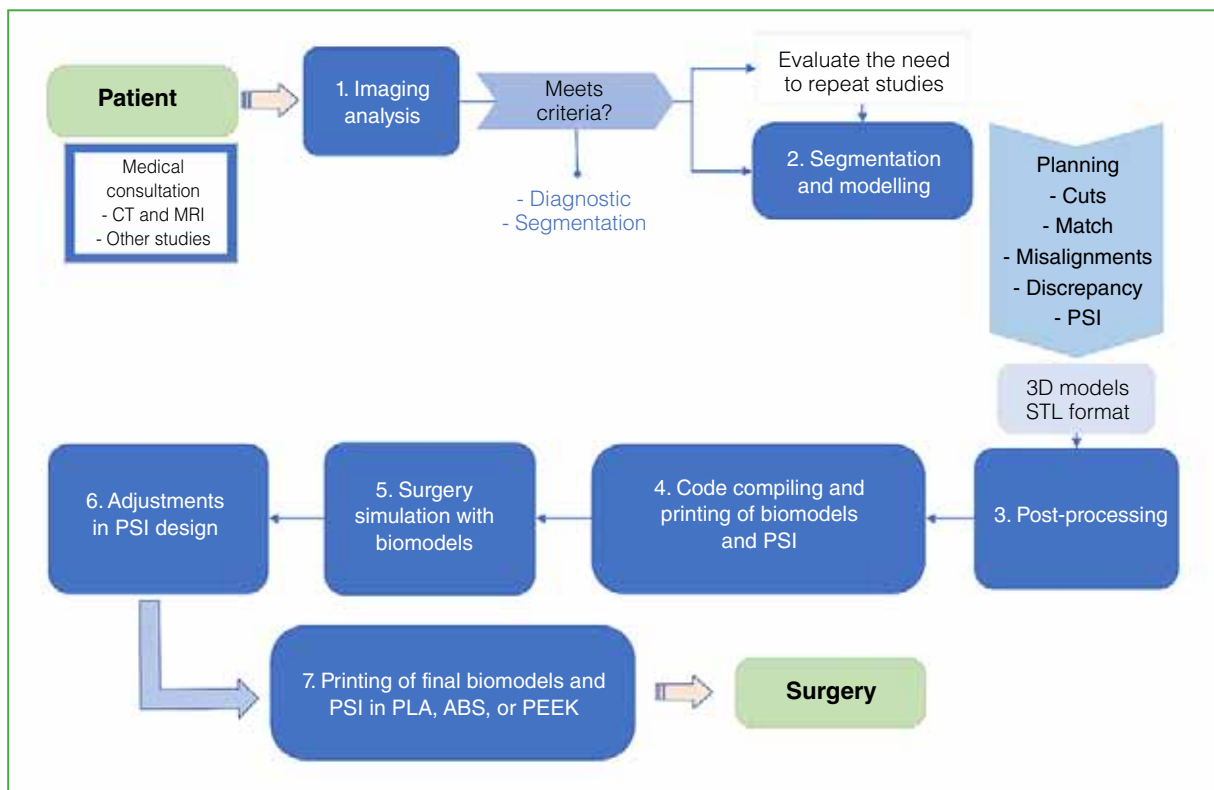 Patient
Medical
consultation
- CT and MRI
- Other studies
1. Imaging
analysis
Meets
criteria?
- Diagnostic
- Segmentation
Evaluate the need
to repeat studies
2. Segmentation
and modelling
Planning
- Cuts
- Match
- Misalignments
- Discrepancy
- PSI
3D models
STL format
3. Post-processing
4. Code compiling and
printing of biomodels
and PSI
5. Surgery
simulation with
biomodels
6. Adjustments
in PSI design
7. Printing of final biomodels and
PSI in PLA, ABS, or PEEK
Surgery